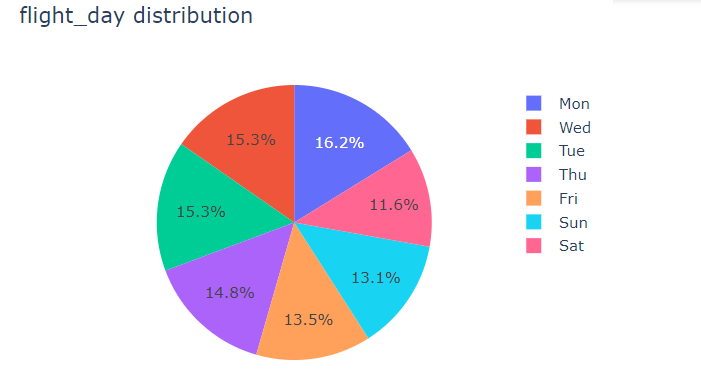 flight_day distribution
16.2%
15.3%
11.6%
15.3%
13.1%
14.8%
13.5%
Mon
Wed
Tue
Thu
Fri
Sun
Sat